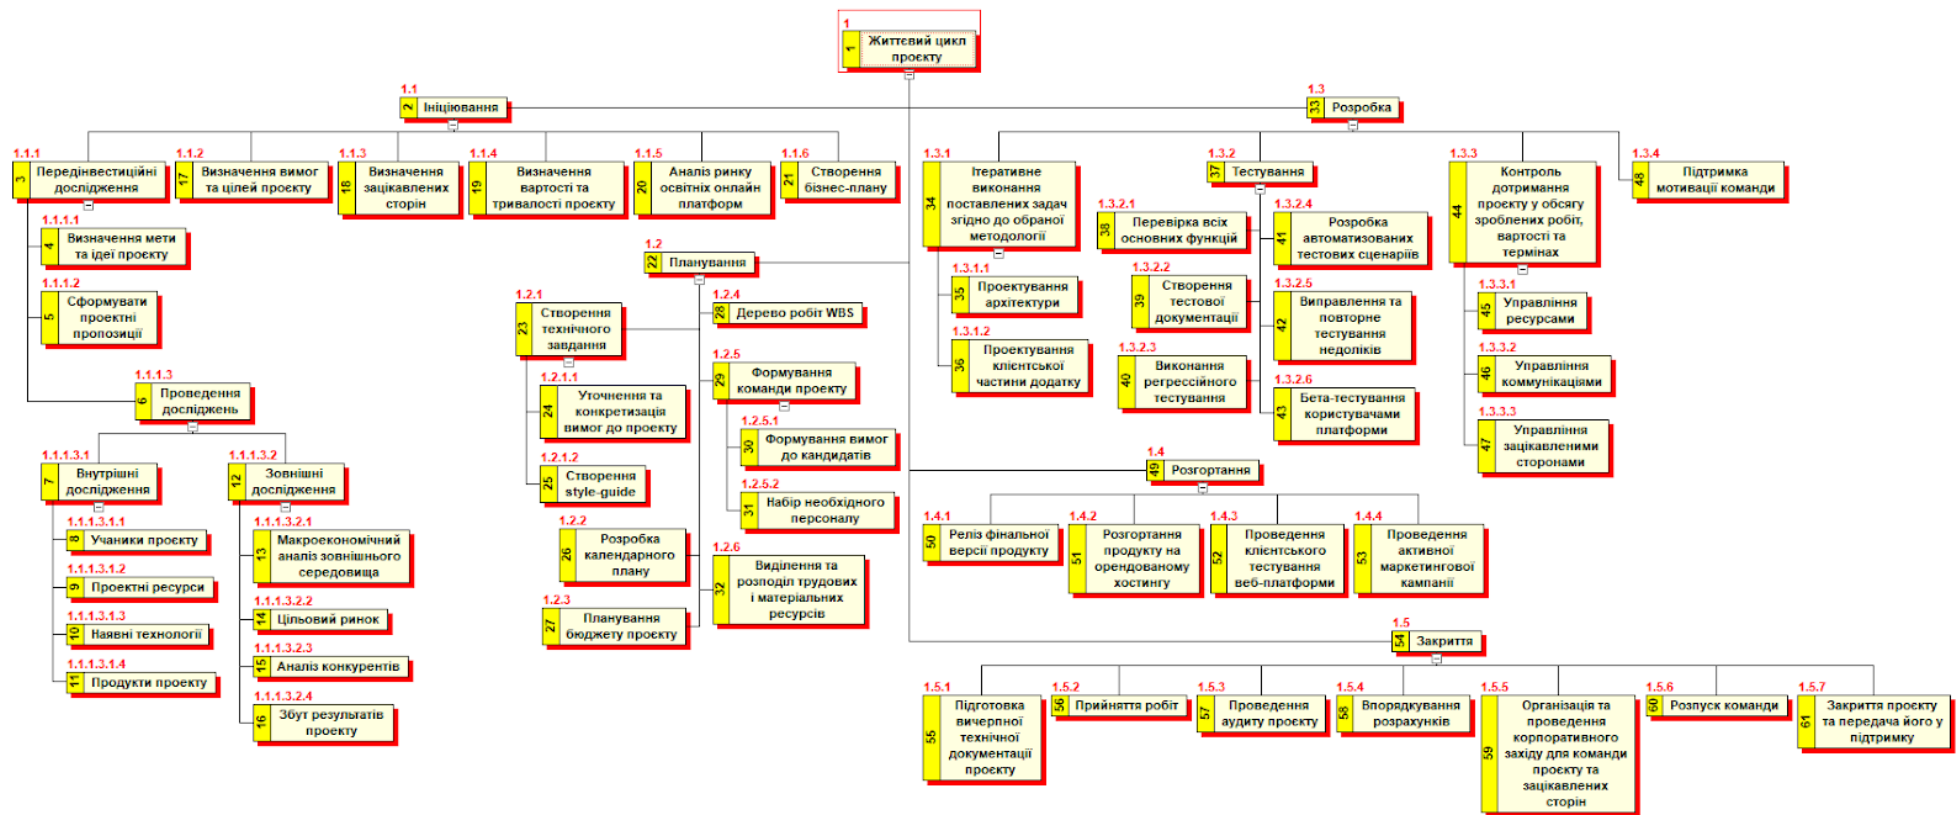 1
1
Життєвий цикл
проєкту
1.1
2
Ініціювання
1.1.1
3
Передінвестиційні
дослідження
1.1.1.1
4
Визначення мети
та ідеї проєкту
1.1.1.2
5
Сформувати
проектні
пропозиції
1.1.1.3
6
Проведення
досліджень
1.1.1.3.1
7
Внутрішні
дослідження
1.1.1.3.1.1
8
Учаники проєкту
1.1.1.3.1.2
9
Проектні ресурси
1.1.1.3.1.3
10
Наявні технології
1.1.1.3.1.4
11
Продукти проекту
1.1.1.3.2
12
Зовнішні
дослідження
1.1.1.3.2.1
13
Макроекономічний
аналіз зовнішнього
середовища
1.1.1.3.2.2
14
Цільовий ринок
1.1.1.3.2.3
15
Аналіз конкурентів
1.1.1.3.2.4
16
Збут результатів
проекту
1.1.2
17
Визначення вимог
та цілей проєкту
1.1.3
18
Визначення
зацікавлених
сторін
1.1.4
19
Визначення
вартості та
тривалості проєкту
1.1.5
20
Аналіз ринку
освітніх онлайн
платформ
1.1.6
21
Створення
бізнес-плану
1.2
22
Планування
1.2.1
23
Створення
технічного
завдання
1.2.1.1
24
Уточнення та
конкретизація
вимог до проекту
1.2.1.2
25
Створення
style-guide
1.2.2
26
Розробка
календарного
плану
1.2.3
27
Планування
бюджету проєкту
1.2.4
28
Дерево робіт WBS
1.2.5
29
Формування
команди проекту
1.2.5.1
30
Формування вимог
до кандидатів
1.2.5.2
31
Набір необхідного
персоналу
1.2.6
32
Виділення та
розподіл трудових
і матеріальних
ресурсів
1.3
33
Розробка
1.3.1
34
Ітеративне
виконання
поставлених задач
згідно до обраної
методології
1.3.1.1
35
Проектування
архітектури
1.3.1.2
36
Проектування
клієнтської
частини додатку
1.3.2
37
Тестування
1.3.2.1
38
Перевірка всіх
основних функцій
1.3.2.2
39
Створення
тестової
документації
1.3.2.3
40
Виконання
регрессійного
тестування
1.3.2.4
41
Розробка
автоматизованих
тестових сценаріїв
1.3.2.5
42
Виправлення та
повторне
тестування
недоліків
1.3.2.6
43
Бета-тестування
користувачами
платформи
1.3.3
44
Контроль
дотримання
проєкту у обсягу
зроблених робіт,
вартості та
термінах
1.3.3.1
45
Управління
ресурсами
1.3.3.2
46
Управління
коммунікаціями
1.3.3.3
47
Управління
зацікавленими
сторонами
1.3.4
48
Підтримка
мотивації команди
1.4
49
Розгортання
1.4.1
50
Реліз фінальної
версії продукту
1.4.2
51
Розгортання
продукту на
орендованому
хостингу
1.4.3
52
Проведення
клієнтського
тестування
веб-платформи
1.4.4
53
Проведення
активної
маркетингової
кампанії
1.5
54
Закриття
1.5.1
55
Підготовка
вичерпної
технічної
документації
проєкту
1.5.2
56
Прийняття робіт
1.5.3
57
Проведення
аудиту проєкту
1.5.4
58
Впорядкування
розрахунків
1.5.5
59
Організація та
проведення
корпоративного
заходу для команди
проєкту та
зацікавлених
сторін
1.5.6
60
Розпуск команди
1.5.7
61
Закриття проєкту
та передача його у
підтримку